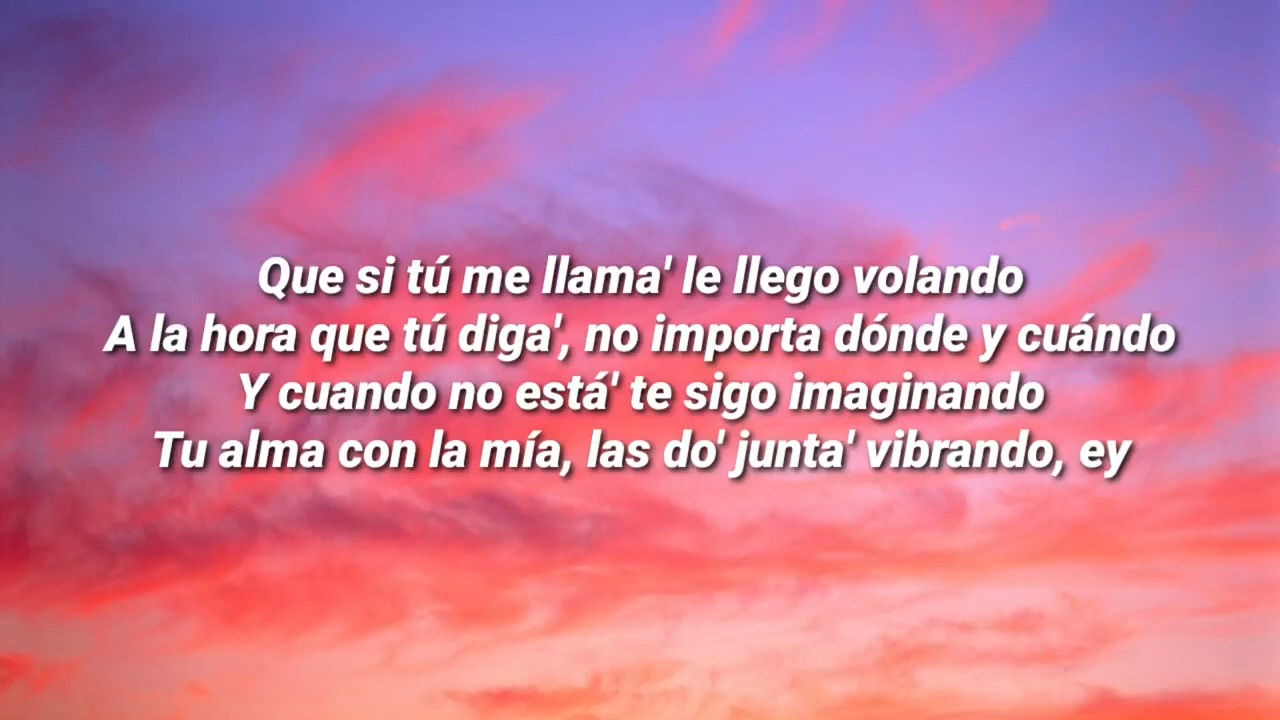 Que si tú me llama' le llego volando
A la hora que tú diga', no importa dónde y cuándo
Y cuando no está' te sigo imaginando
Tu alma con la mía, las do' junta' vibrando, ey